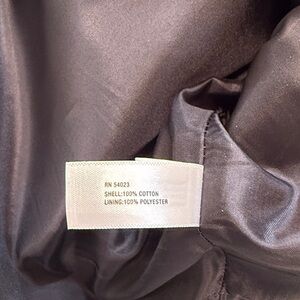 RN 54023
SHELL:100% COTTON
LINING:100% POLYESTER